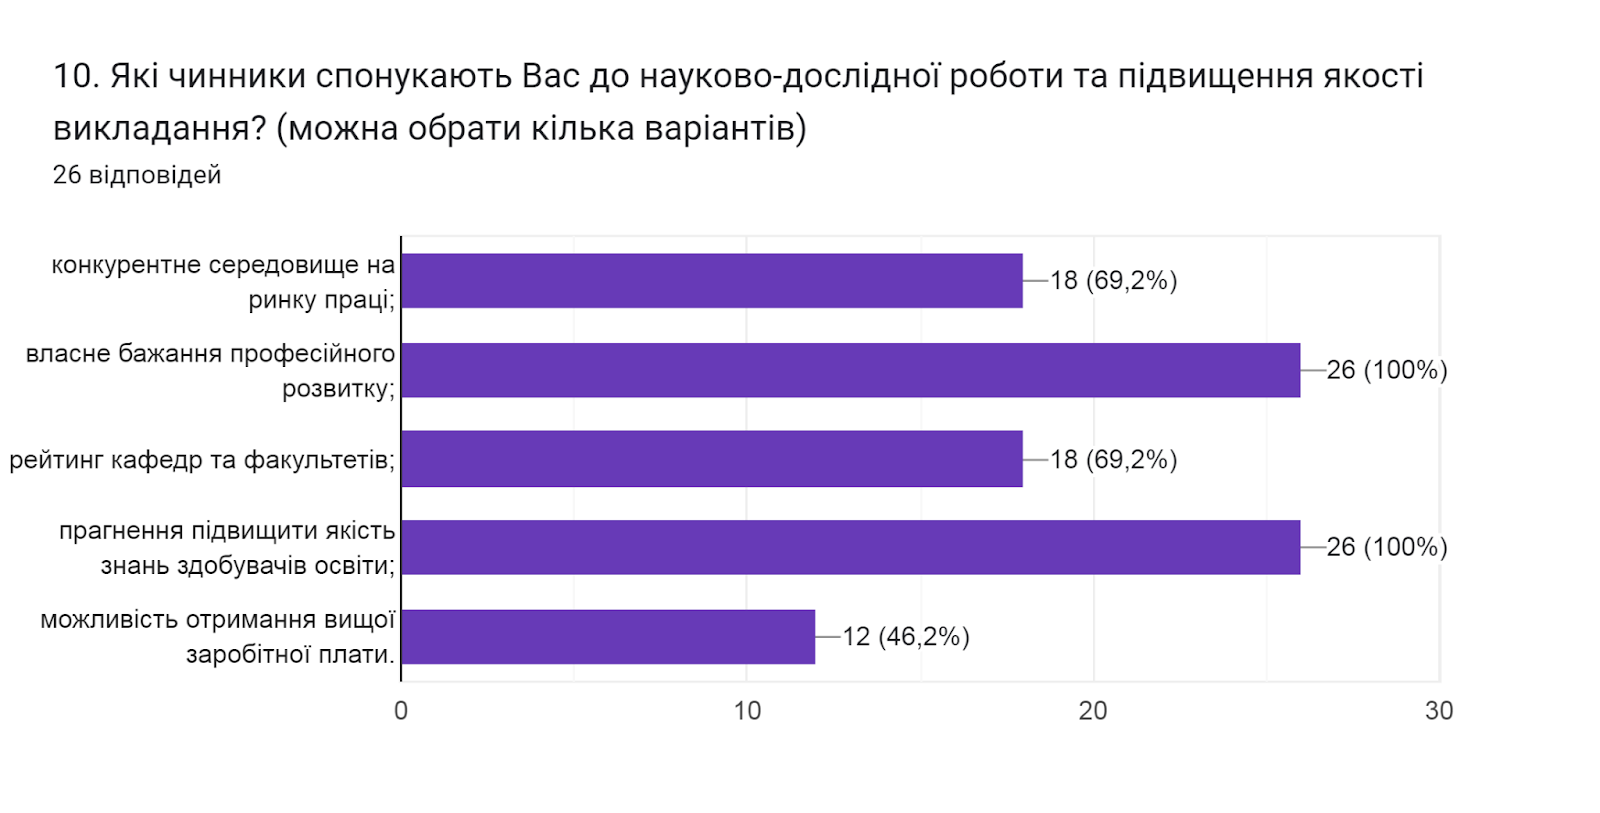 10. Які чинники спонукають Вас до науково-дослідної роботи та підвищення якості
викладання? (можна обрати кілька варіантів)
26 відповідей
конкурентне середовище на
ринку праці;
18 (69,2%)
власне бажання професійного
розвитку;
26 (100%)
рейтинг кафедр та факультетів;
18 (69,2%)
прагнення підвищити якість
знань здобувачів освіти;
26 (100%)
можливість отримання вищої
заробітної плати.
12 (46,2%)
0 10 20 30